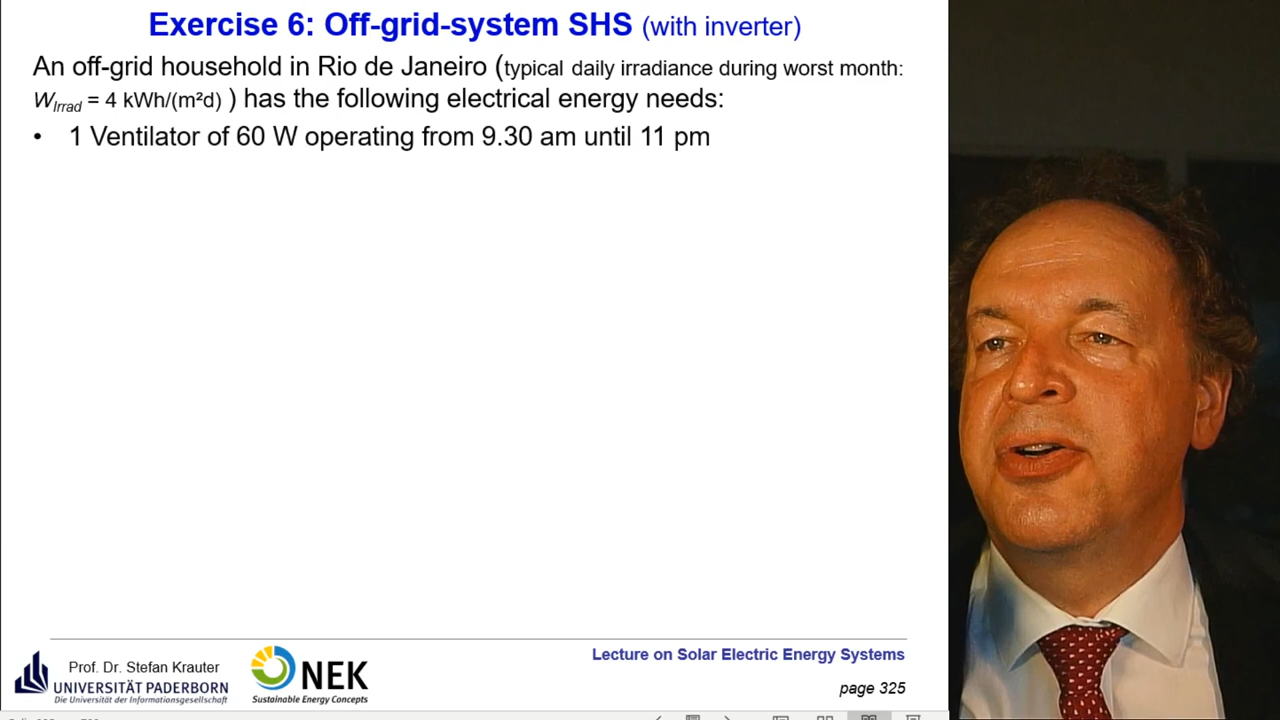 Exercise 6: Off-grid-system SHS (with inverter)
An off-grid household in Rio de Janeiro (typical daily irradiance during worst month:
W_Irrad = 4 kWh/(m²d) ) has the following electrical energy needs:
• 1 Ventilator of 60 W operating from 9.30 am until 11 pm
Lecture on Solar Electric Energy Systems
Prof. Dr. Stefan Krauter
UNIVERSITÄT PADERBORN
Die Universität der Informationsgesellschaft
NEK
Sustainable Energy Concepts
page 325